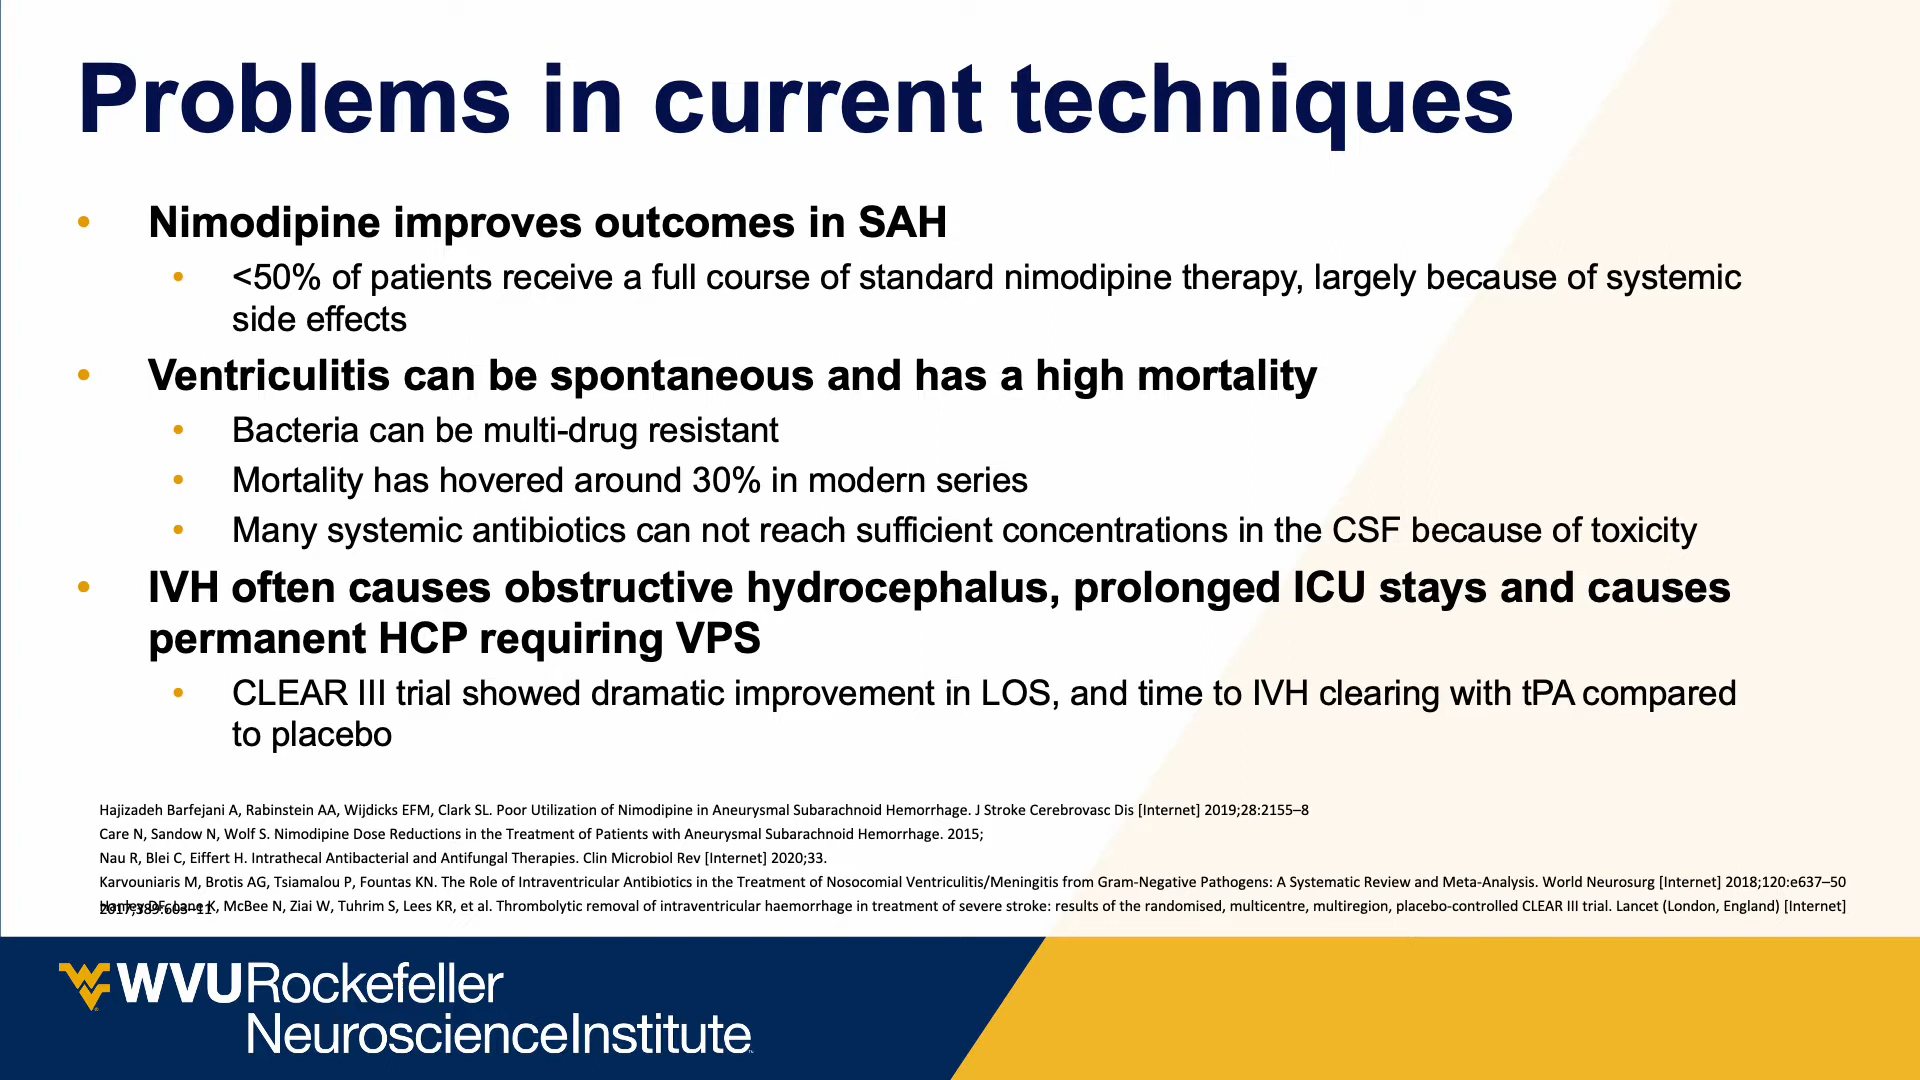 Problems in current techniques
• Nimodipine improves outcomes in SAH
• <50% of patients receive a full course of standard nimodipine therapy, largely because of systemic
side effects
• Ventriculitis can be spontaneous and has a high mortality
• Bacteria can be multi-drug resistant
• Mortality has hovered around 30% in modern series
• Many systemic antibiotics can not reach sufficient concentrations in the CSF because of toxicity
• IVH often causes obstructive hydrocephalus, prolonged ICU stays and causes
permanent HCP requiring VPS
• CLEAR III trial showed dramatic improvement in LOS, and time to IVH clearing with tPA compared
to placebo
Hajizadeh Barfejani A, Rabinstein AA, Wijdicks EFM, Clark SL. Poor Utilization of Nimodipine in Aneurysmal Subarachnoid Hemorrhage. J Stroke Cerebrovasc Dis [Internet] 2019;28:2155–8
Care N, Sandow N, Wolf S. Nimodipine Dose Reductions in the Treatment of Patients with Aneurysmal Subarachnoid Hemorrhage. 2015;
Nau R, Blei C, Eiffert H. Intrathecal Antibacterial and Antifungal Therapies. Clin Microbiol Rev [Internet] 2020;33.
Karvouniaris M, Brotis AG, Tsiamalou P, Fountas KN. The Role of Intraventricular Antibiotics in the Treatment of Nosocomial Ventriculitis/Meningitis from Gram-Negative Pathogens: A Systematic Review and Meta-Analysis. World Neurosurg [Internet] 2018;120:e637–50
Hanley DF, Lane K, McBee N, Ziai W, Tuhrim S, Lees KR, et al. Thrombolytic removal of intraventricular haemorrhage in treatment of severe stroke: results of the randomised, multicentre, multiregion, placebo-controlled CLEAR III trial. Lancet (London, England) [Internet]
2017;389:603–11
WVURockefeller
NeuroscienceInstitute